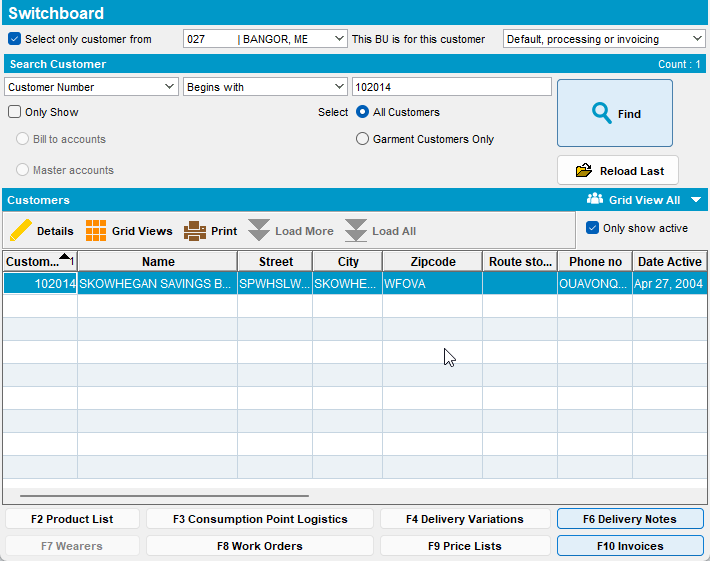 Switchboard
Select only customer from 027 | BANGOR, ME This BU is for this customer Default, processing or invoicing
Search Customer Count : 1
Customer Number Begins with 102014
Only Show Select All Customers Find
Bill to accounts Garment Customers Only
Master accounts Reload Last
Customers Grid View All
Details Grid Views Print Load More Load All Only show active
Custom... 1 Name Street City Zipcode Route sto... Phone no Date Active
102014 SKOWHEGAN SAVINGS B... SPWHSLW... SKOWHE... WFOVA OUAVONQ... Apr 27, 2004
F2 Product List F3 Consumption Point Logistics F4 Delivery Variations F6 Delivery Notes
F7 Wearers F8 Work Orders F9 Price Lists F10 Invoices